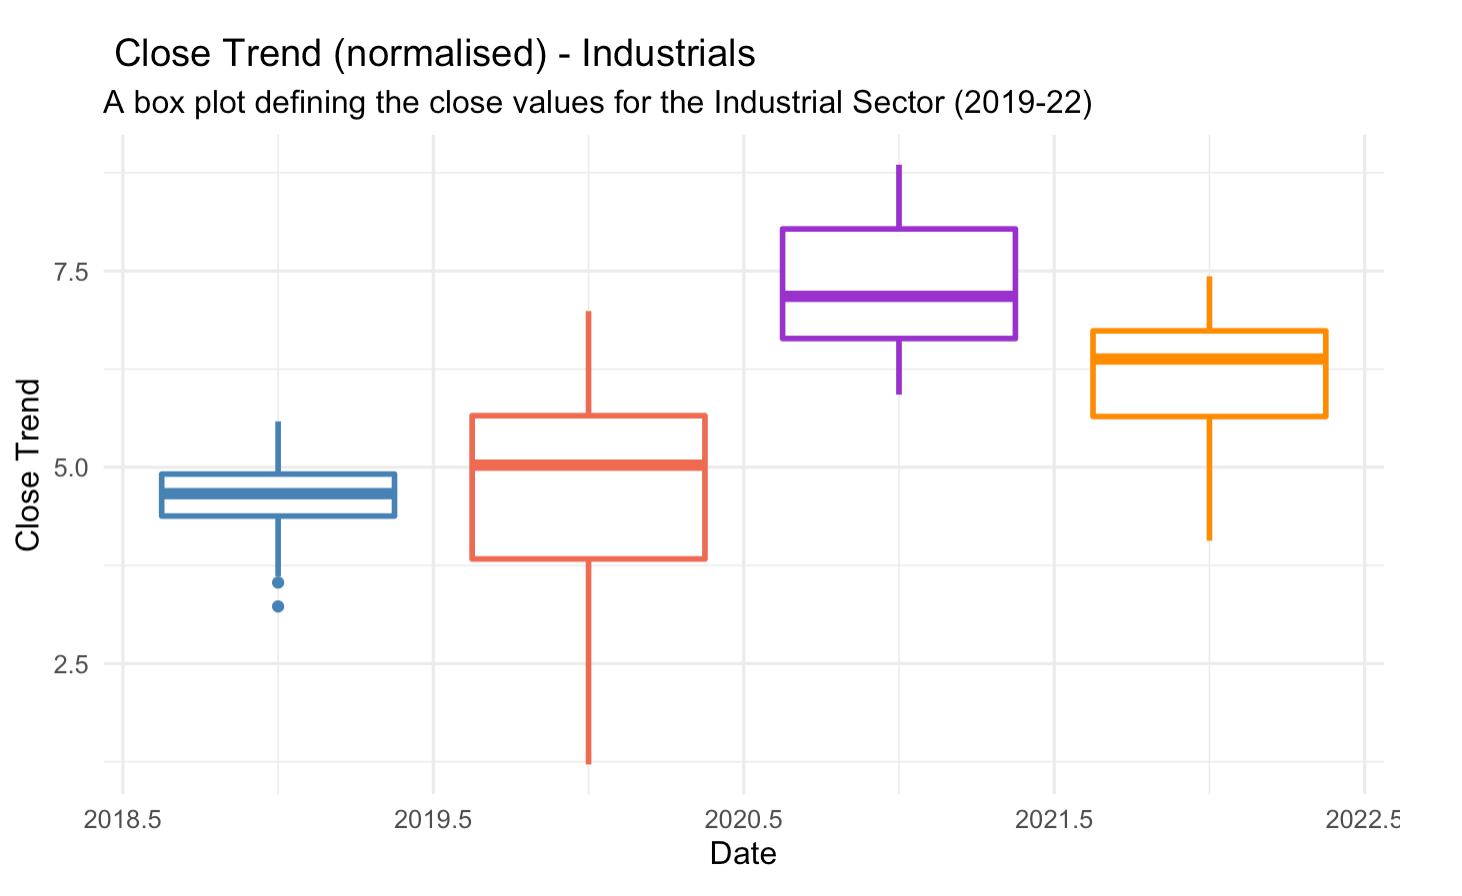 Close Trend (normalised) - Industrials
A box plot defining the close values for the Industrial Sector (2019-22)
Close Trend
7.5
5.0
2.5
2018.5 2019.5 2020.5 2021.5 2022.5
Date